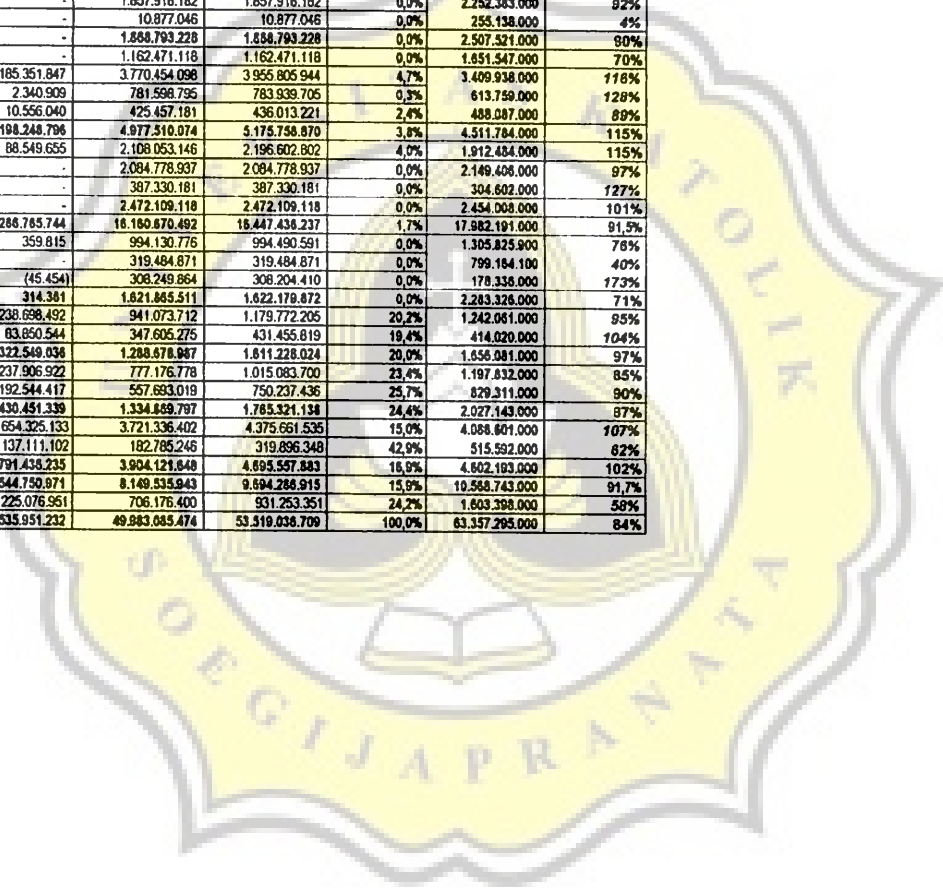 - 1.857.916.182 1.857.916.182 0,0% 2.252.383.000 92%
- 10.877.046 10.877.046 0,0% 255.138.000 4%
- 1.868.793.228 1.868.793.228 0,0% 2.507.521.000
- 1.162.471.118 1.162.471.118 0,0% 1.651.547.000 70%
185.351.847 3.770.454.098 3.955.805.944 4,7% 3.409.938.000 116%
2.340.909 781.598.795 783.939.705 0,3% 613.759.000 128%
10.556.040 425.457.181 436.013.221 2,4% 488.087.000 89%
198.248.796 4.977.510.074 5.175.758.870 3,8% 4.511.784.000 115%
88.549.655 2.108.053.146 2.196.602.802 4,0% 1.912.484.000 115%
- 2.084.778.937 2.084.778.937 0,0% 2.149.406.000 97%
- 387.330.181 387.330.181 0,0% 304.602.000 127%
- 2.472.109.118 2.472.109.118 0,0% 2.454.008.000 101%
286.765.744 16.160.670.492 16.447.436.237 1,7% 17.982.191.000 91,5%
359.815 994.130.776 994.490.591 0,0% 1.305.825.900 76%
- 319.484.871 319.484.871 0,0% 799.164.100 40%
(45.454) 308.249.864 308.204.410 0,0% 178.336.000 173%
314.361 1.621.865.511 1.622.179.872 0,0% 2.283.326.000 71%
238.698.492 941.073.712 1.179.772.205 20,2% 1.242.061.000 95%
83.850.544 347.605.275 431.455.819 19,4% 414.020.000 104%
322.549.036 1.288.678.987 1.611.228.024 20,0% 1.656.081.000 97%
237.906.922 777.176.778 1.015.083.700 23,4% 1.197.832.000 85%
192.544.417 557.693.019 750.237.436 25,7% 829.311.000 90%
430.451.339 1.334.869.797 1.765.321.136 24,4% 2.027.143.000 87%
654.325.133 3.721.336.402 4.375.661.535 15,0% 4.086.601.000 107%
137.111.102 182.785.246 319.896.348 42,9% 515.592.000 62%
791.436.235 3.904.121.648 4.695.557.883 16,9% 4.602.193.000 102%
544.750.971 8.149.535.943 9.694.286.915 15,9% 10.568.743.000 91,7%
225.076.951 706.176.400 931.253.351 24,2% 1.603.398.000 58%
535.951.232 49.983.085.474 53.519.036.709 100,0% 63.357.295.000 84%
KATOLIK
SOEGIJAPRANATA